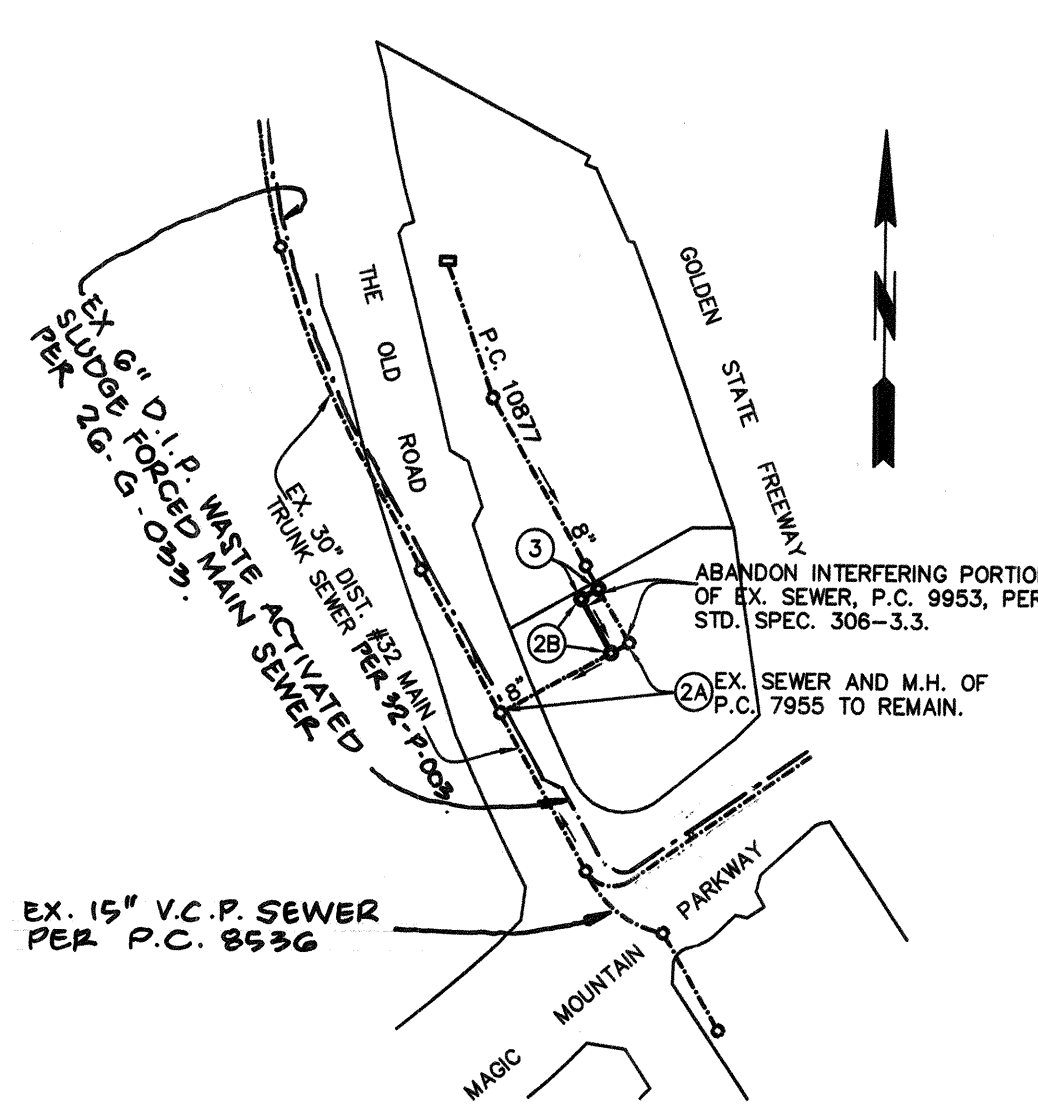 THE OLD ROAD
GOLDEN STATE FREEWAY
N
P.C. 10877
8"
EX 6" D.I.P. WASTE ACTIVATED
SLUDGE FORCED MAIN SEWER
PER 26-G-033.
EX. 30" DIST. #32 MAIN
TRUNK SEWER PER 32-P-003
3
2B
ABANDON INTERFERING PORTIO
OF EX. SEWER, P.C. 9953, PER
STD. SPEC. 306-3.3.
8"
2A EX. SEWER AND M.H. OF
P.C. 7955 TO REMAIN.
EX. 15" V.C.P. SEWER
PER P.C. 8536
MAGIC MOUNTAIN PARKWAY